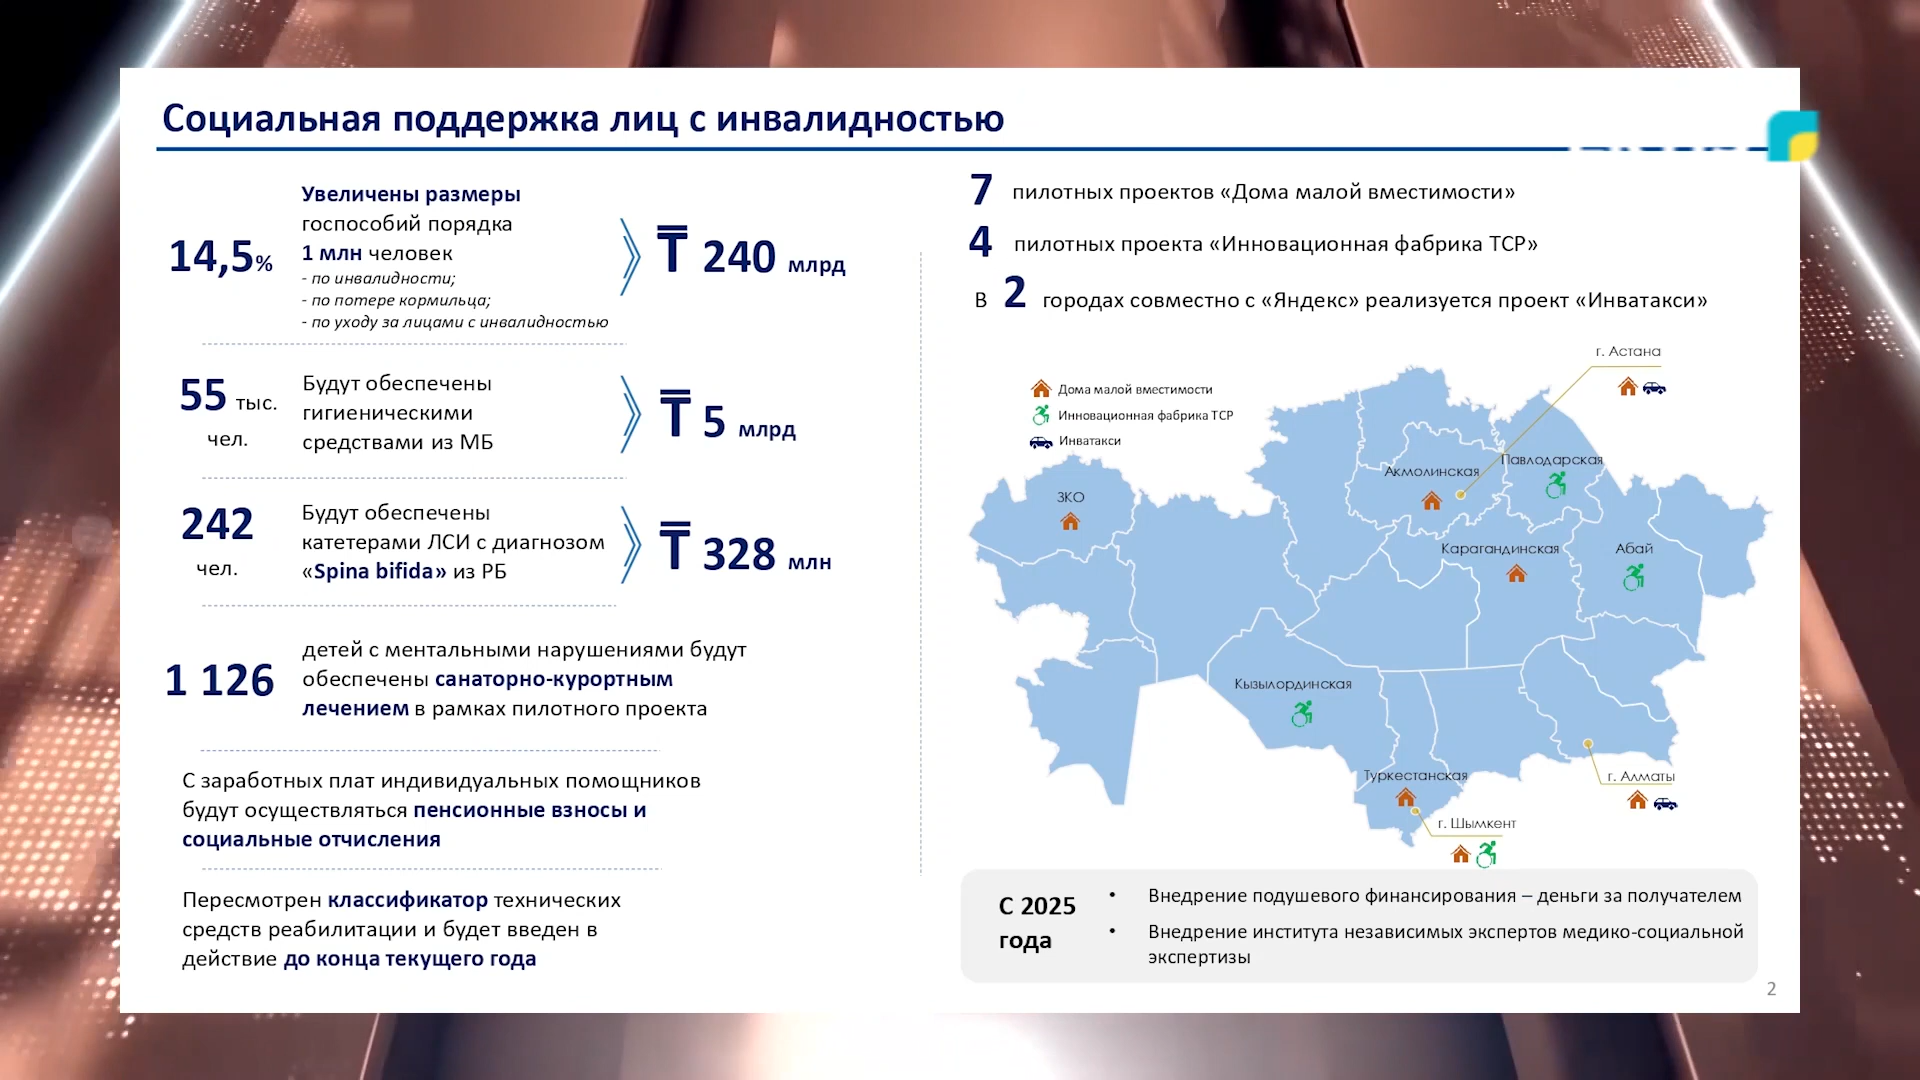 Социальная поддержка лиц с инвалидностью
14,5%
Увеличены размеры
госпособий порядка
1 млн человек
- по инвалидности;
- по потере кормильца;
- по уходу за лицами с инвалидностью
₸ 240 млрд
55 тыс.
чел.
Будут обеспечены
гигиеническими
средствами из МБ
₸ 5 млрд
242
чел.
Будут обеспечены
катетерами ЛСИ с диагнозом
«Spina bifida» из РБ
₸ 328 млн
1 126
детей с ментальными нарушениями будут
обеспечены санаторно-курортным
лечением в рамках пилотного проекта
С заработных плат индивидуальных помощников
будут осуществляться пенсионные взносы и
социальные отчисления
Пересмотрен классификатор технических
средств реабилитации и будет введен в
действие до конца текущего года
7 пилотных проектов «Дома малой вместимости»
4 пилотных проекта «Инновационная фабрика ТСР»
В 2 городах совместно с «Яндекс» реализуется проект «Инватакси»
г. Астана
Дома малой вместимости
Инновационная фабрика ТСР
Инватакси
Павлодарская
Акмолинская
ЗКО
Карагандинская
Абай
Кызылординская
Туркестанская
г. Алматы
г. Шымкент
С 2025
года
• Внедрение подушевого финансирования – деньги за получателем
• Внедрение института независимых экспертов медико-социальной
экспертизы
2